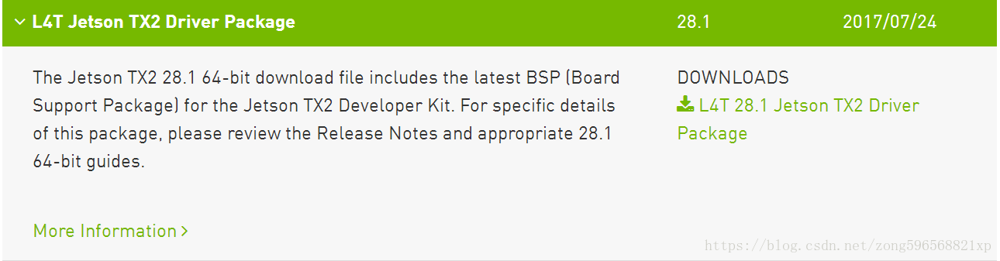 L4T Jetson TX2 Driver Package 28.1 2017/07/24
The Jetson TX2 28.1 64-bit download file includes the latest BSP (Board
Support Package) for the Jetson TX2 Developer Kit. For specific details
of this package, please review the Release Notes and appropriate 28.1
64-bit guides.
More Information >
DOWNLOADS
L4T 28.1 Jetson TX2 Driver
Package
https://blog.csdn.net/zong596568821xp